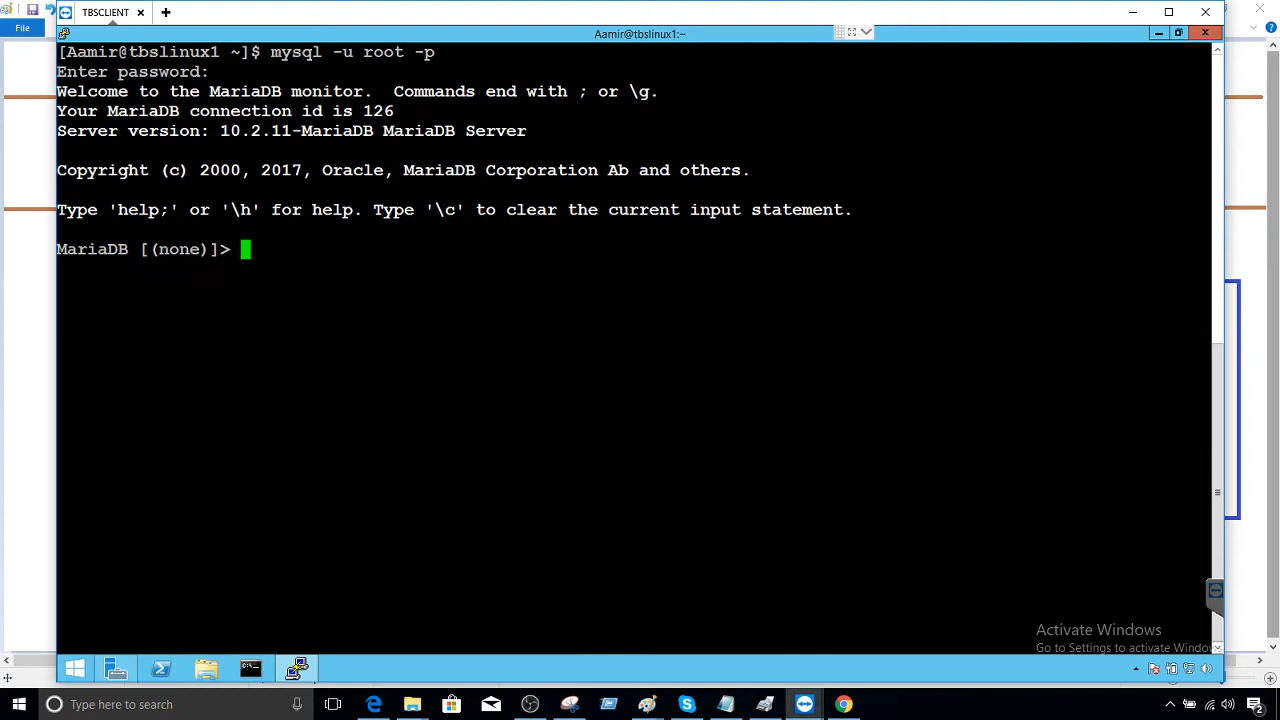 TBSCLIENT
File
Aamir@tbslinux1:~
[Aamir@tbslinux1 ~]$ mysql -u root -p
Enter password:
Welcome to the MariaDB monitor.  Commands end with ; or \g.
Your MariaDB connection id is 126
Server version: 10.2.11-MariaDB MariaDB Server
Copyright (c) 2000, 2017, Oracle, MariaDB Corporation Ab and others.
Type 'help;' or '\h' for help. Type '\c' to clear the current input statement.
MariaDB [(none)]>
Activate Windows
Go to Settings to activate Windo
Type here to search